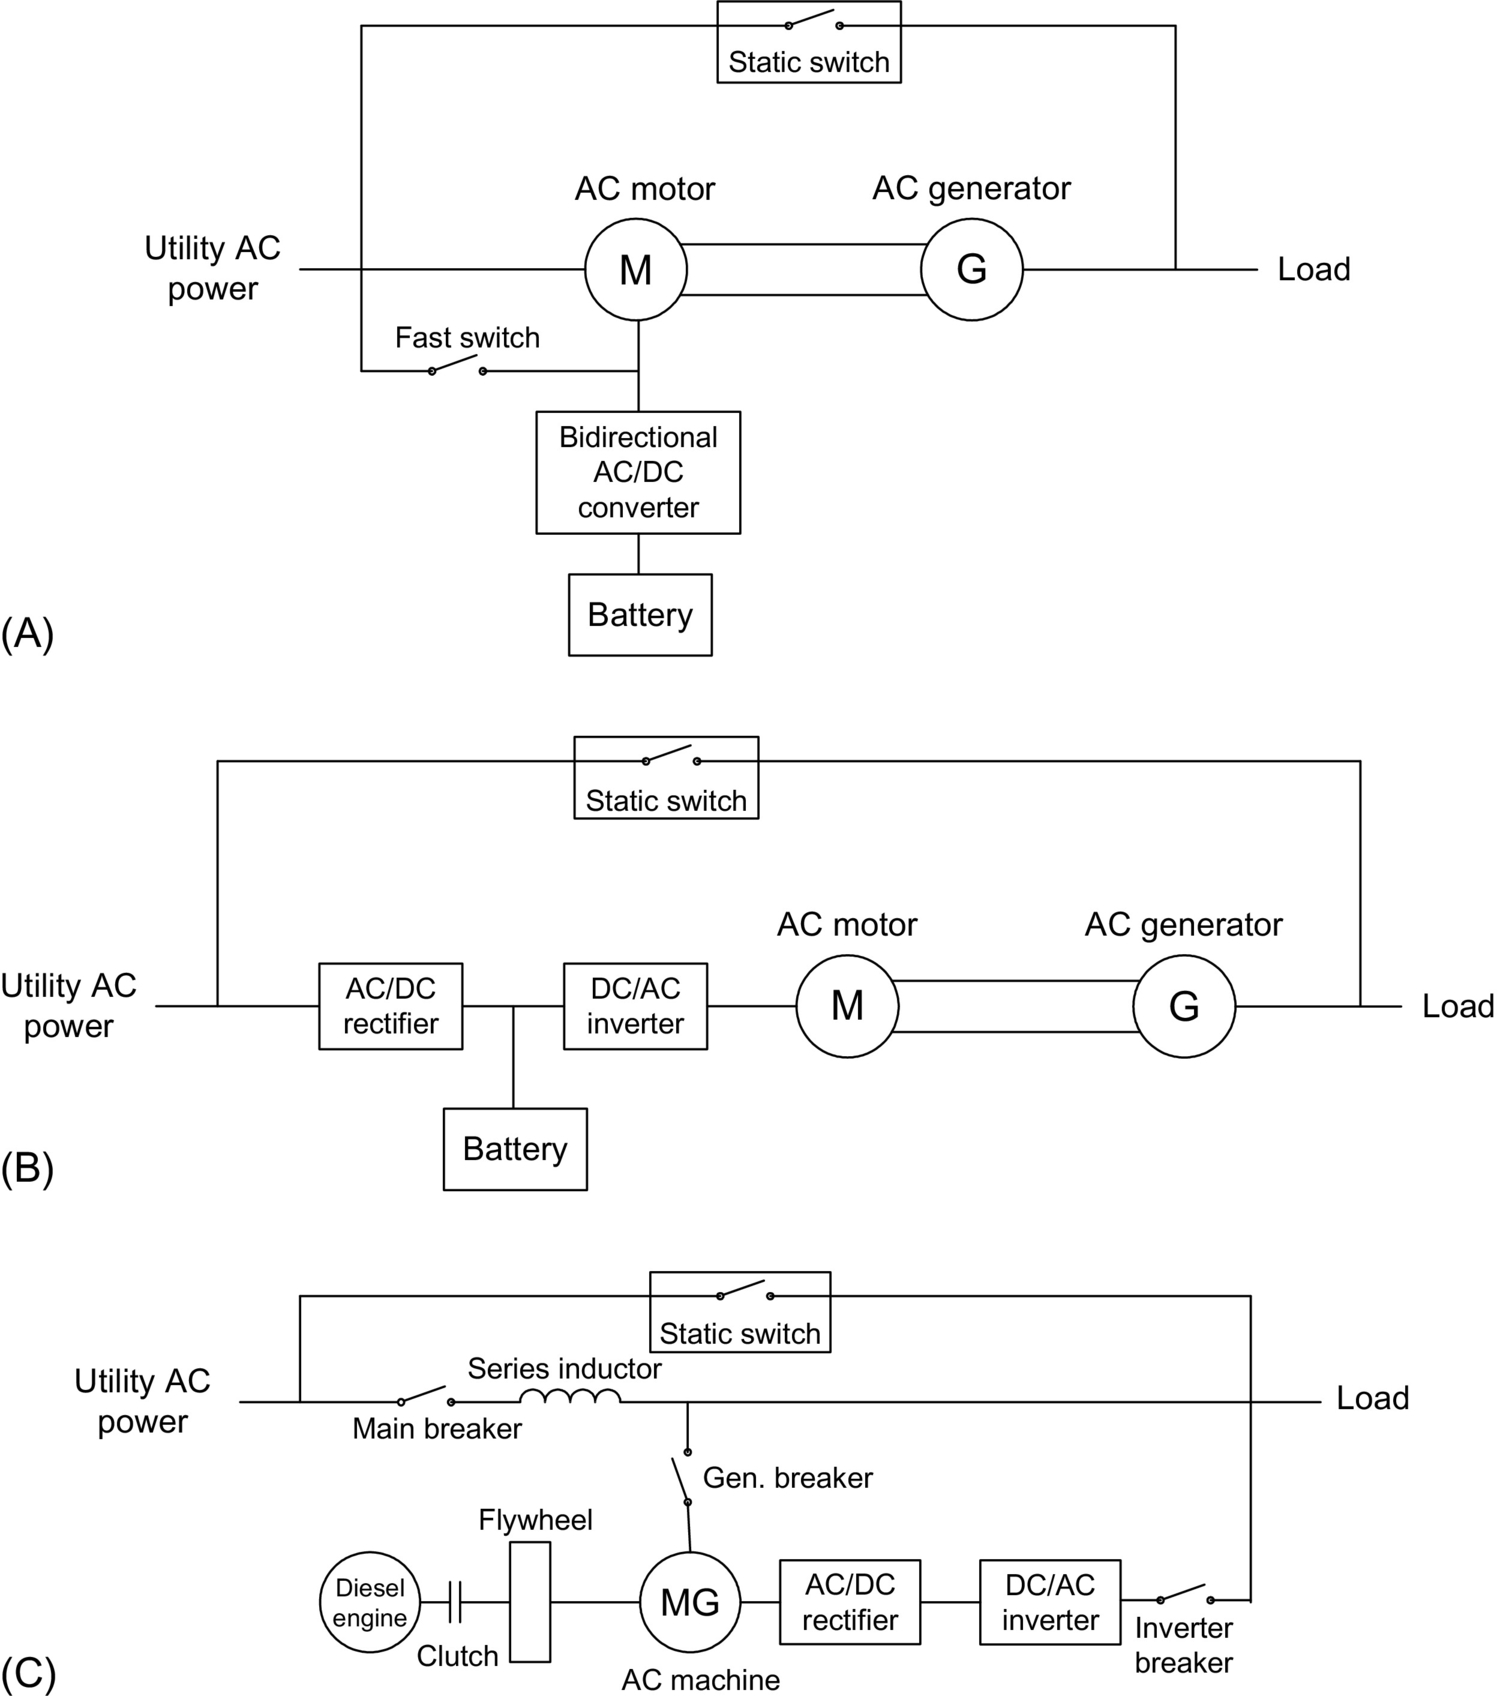 Static switch
AC motor
AC generator
Utility AC
power
M
G
Load
Fast switch
Bidirectional
AC/DC
converter
Battery
(A)
Static switch
AC motor
AC generator
Utility AC
power
AC/DC
rectifier
DC/AC
inverter
M
G
Load
Battery
(B)
Static switch
Series inductor
Utility AC
power
Load
Main breaker
Gen. breaker
Flywheel
Diesel
engine
MG
AC/DC
rectifier
DC/AC
inverter
Inverter
breaker
Clutch
AC machine
(C)